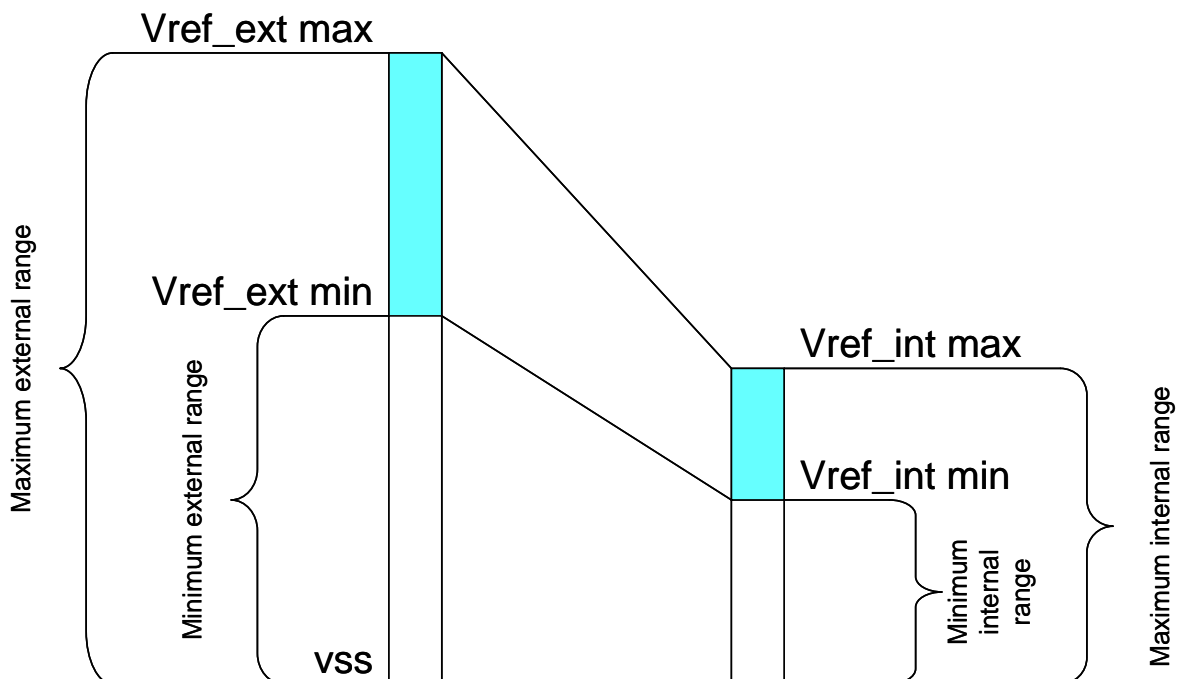 Vref_ext max
Maximum external range
Vref_ext min
Minimum external range
vss
Vref_int max
Vref_int min
Minimum
internal
range
Maximum internal range